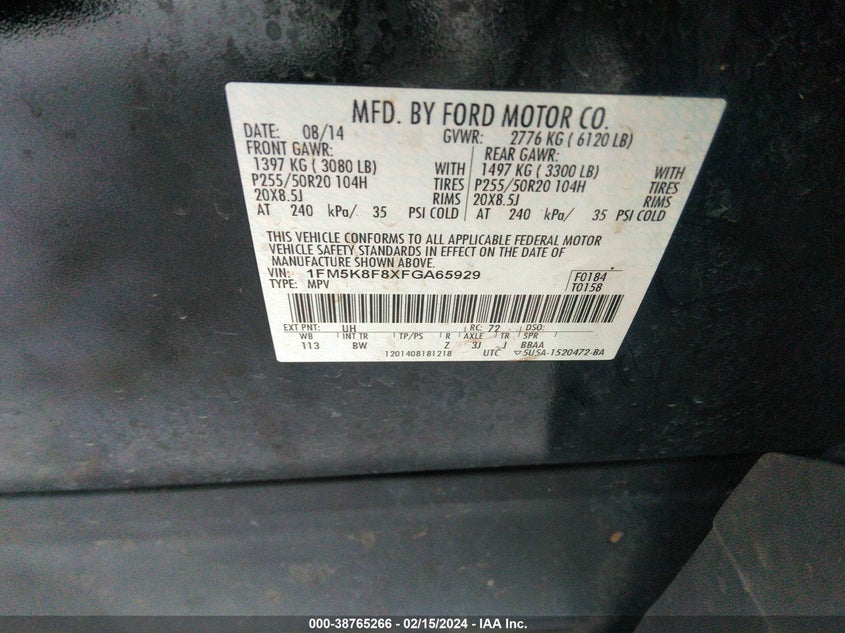 MFD. BY FORD MOTOR CO.
DATE: 08/14 GVWR: 2776 KG ( 6120 LB)
FRONT GAWR: REAR GAWR:
1397 KG ( 3080 LB) WITH 1497 KG ( 3300 LB) WITH
P255/50R20 104H TIRES P255/50R20 104H TIRES
20X8.5J RIMS 20X8.5J RIMS
AT 240 kPa/ 35 PSI COLD AT 240 kPa/ 35 PSI COLD
THIS VEHICLE CONFORMS TO ALL APPLICABLE FEDERAL MOTOR
VEHICLE SAFETY STANDARDS IN EFFECT ON THE DATE OF
MANUFACTURE SHOWN ABOVE.
VIN: 1FM5K8F8XFGA65929 F0184
TYPE: MPV T0158
EXT PNT: UH RC: 72 DSO:
WB INT TR TP/PS R AXLE TR SPR
113 BW Z 3J J BBAA
1201408181218 UTC ▽5U5A-1520472-BA
000-38765266 - 02/15/2024 - IAA Inc.